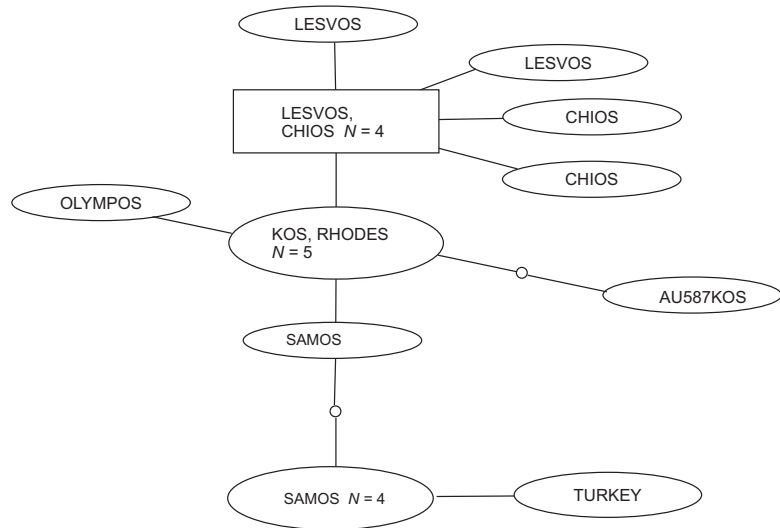 LESVOS
LESVOS
LESVOS,
CHIOS N = 4
CHIOS
CHIOS
OLYMPOS
KOS, RHODES
N = 5
AU587KOS
SAMOS
SAMOS N = 4
TURKEY